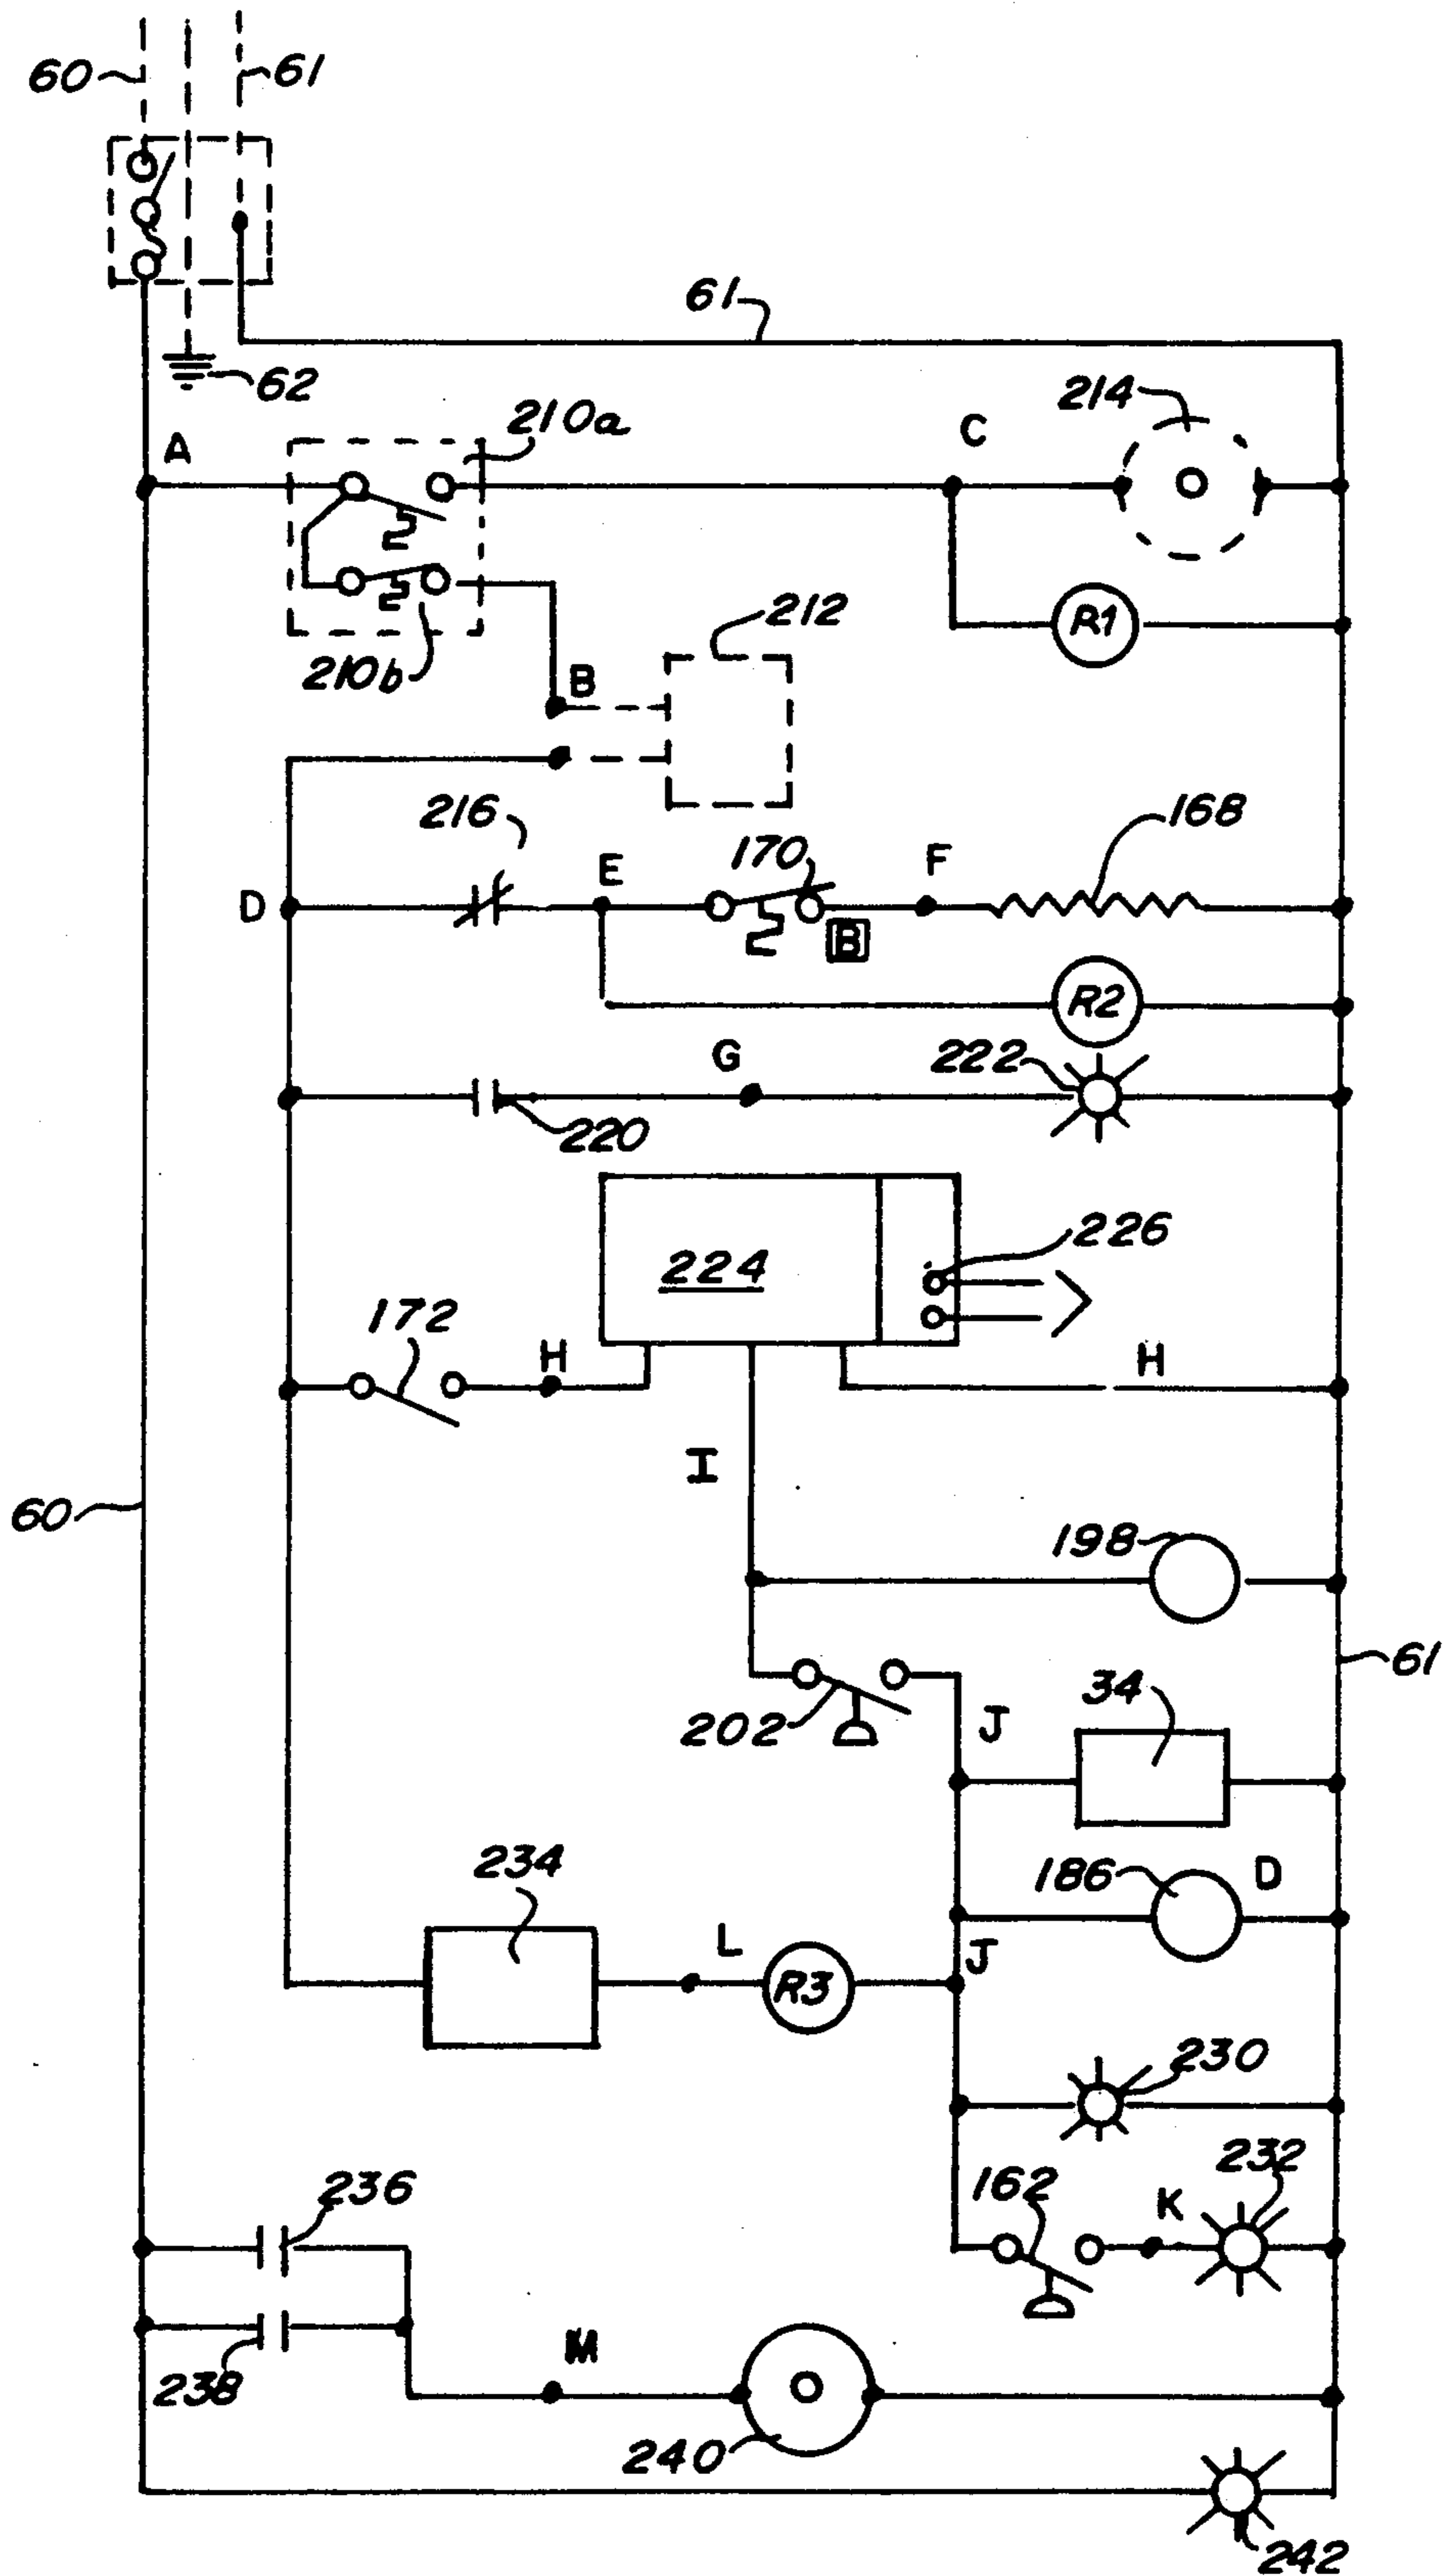 60
61
61
62
210a
214
A
C
R1
210b
212
B
216
170
168
E
F
D
B
R2
G
222
220
224
226
172
H
H
I
60
198
61
202
J
34
234
186
D
L
J
R3
230
232
236
162
K
238
M
240
242